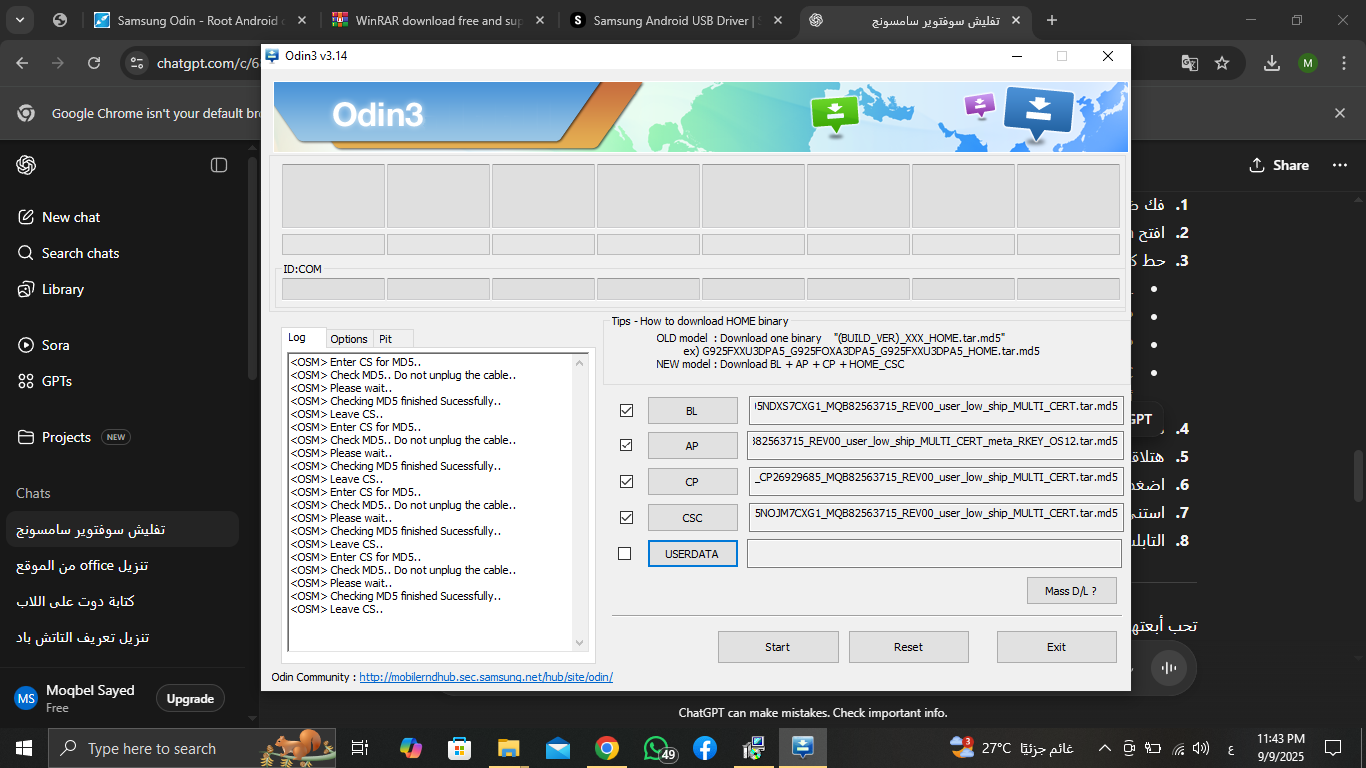 Samsung Odin - Root Android
WinRAR download free and sup
Samsung Android USB Driver |
تفليش سوفتوير سامسونج
chatgpt.com/c/6
M
Google Chrome isn't your default bro
Odin3 v3.14
Odin3
ID:COM
Log
Options
Pit
<OSM> Enter CS for MD5..
<OSM> Check MD5.. Do not unplug the cable..
<OSM> Please wait..
<OSM> Checking MD5 finished Sucessfully..
<OSM> Leave CS..
<OSM> Enter CS for MD5..
<OSM> Check MD5.. Do not unplug the cable..
<OSM> Please wait..
<OSM> Checking MD5 finished Sucessfully..
<OSM> Leave CS..
<OSM> Enter CS for MD5..
<OSM> Check MD5.. Do not unplug the cable..
<OSM> Please wait..
<OSM> Checking MD5 finished Sucessfully..
<OSM> Leave CS..
<OSM> Enter CS for MD5..
<OSM> Check MD5.. Do not unplug the cable..
<OSM> Please wait..
<OSM> Checking MD5 finished Sucessfully..
<OSM> Leave CS..
Tips - How to download HOME binary
OLD model : Download one binary "(BUILD_VER)_XXX_HOME.tar.md5"
ex) G925FXXU3DPA5_G925FOXA3DPA5_G925FXXU3DPA5_HOME.tar.md5
NEW model : Download BL + AP + CP + HOME_CSC
BL
5NDXS7CXG1_MQB82563715_REV00_user_low_ship_MULTI_CERT.tar.md5
AP
82563715_REV00_user_low_ship_MULTI_CERT_meta_RKEY_OS12.tar.md5
CP
_CP26929685_MQB82563715_REV00_user_low_ship_MULTI_CERT.tar.md5
CSC
5NOJM7CXG1_MQB82563715_REV00_user_low_ship_MULTI_CERT.tar.md5
USERDATA
Mass D/L ?
Start
Reset
Exit
Odin Community : http://mobilerndhub.sec.samsung.net/hub/site/odin/
New chat
Search chats
Library
Sora
GPTs
Projects NEW
Chats
تفليش سوفتوير سامسونج
تنزيل office من الموقع
كتابة دوت على اللاب
تنزيل تعريف التاتش باد
MS
Moqbel Sayed
Free
Upgrade
Share
1. فك
2. افتح
3. حط
GPT
4.
5. هتلاق
6. اضغط
7. استنى
8. التابلت
تحب أبعتها
ChatGPT can make mistakes. Check important info.
Type here to search
49
3
27°C غائم جزئيًا
ع
11:43 PM
9/9/2025